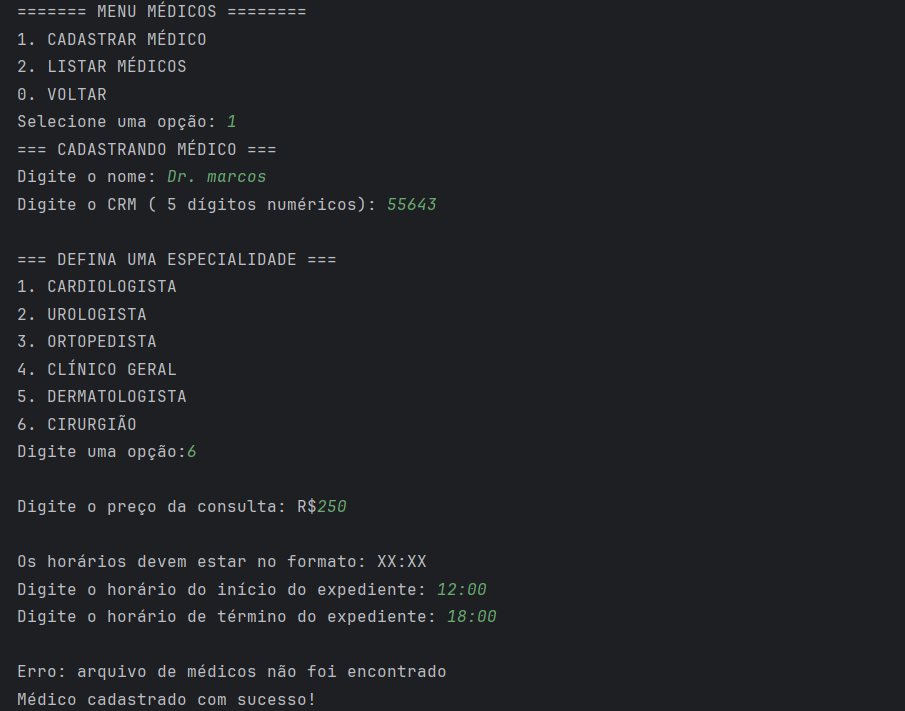 ======= MENU MÉDICOS ========
1. CADASTRAR MÉDICO
2. LISTAR MÉDICOS
0. VOLTAR
Selecione uma opção: 1
=== CADASTRANDO MÉDICO ===
Digite o nome: Dr. marcos
Digite o CRM ( 5 dígitos numéricos): 55643
=== DEFINA UMA ESPECIALIDADE ===
1. CARDIOLOGISTA
2. UROLOGISTA
3. ORTOPEDISTA
4. CLÍNICO GERAL
5. DERMATOLOGISTA
6. CIRURGIÃO
Digite uma opção:6
Digite o preço da consulta: R$250
Os horários devem estar no formato: XX:XX
Digite o horário do início do expediente: 12:00
Digite o horário de término do expediente: 18:00
Erro: arquivo de médicos não foi encontrado
Médico cadastrado com sucesso!